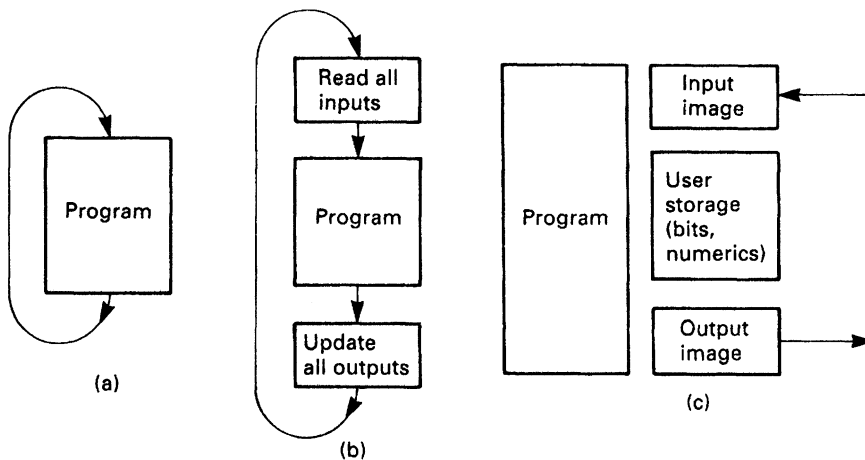 Program
(a)
Read all
inputs
Program
Update
all outputs
(b)
Program
Input
image
User
storage
(bits,
numerics)
Output
image
(c)